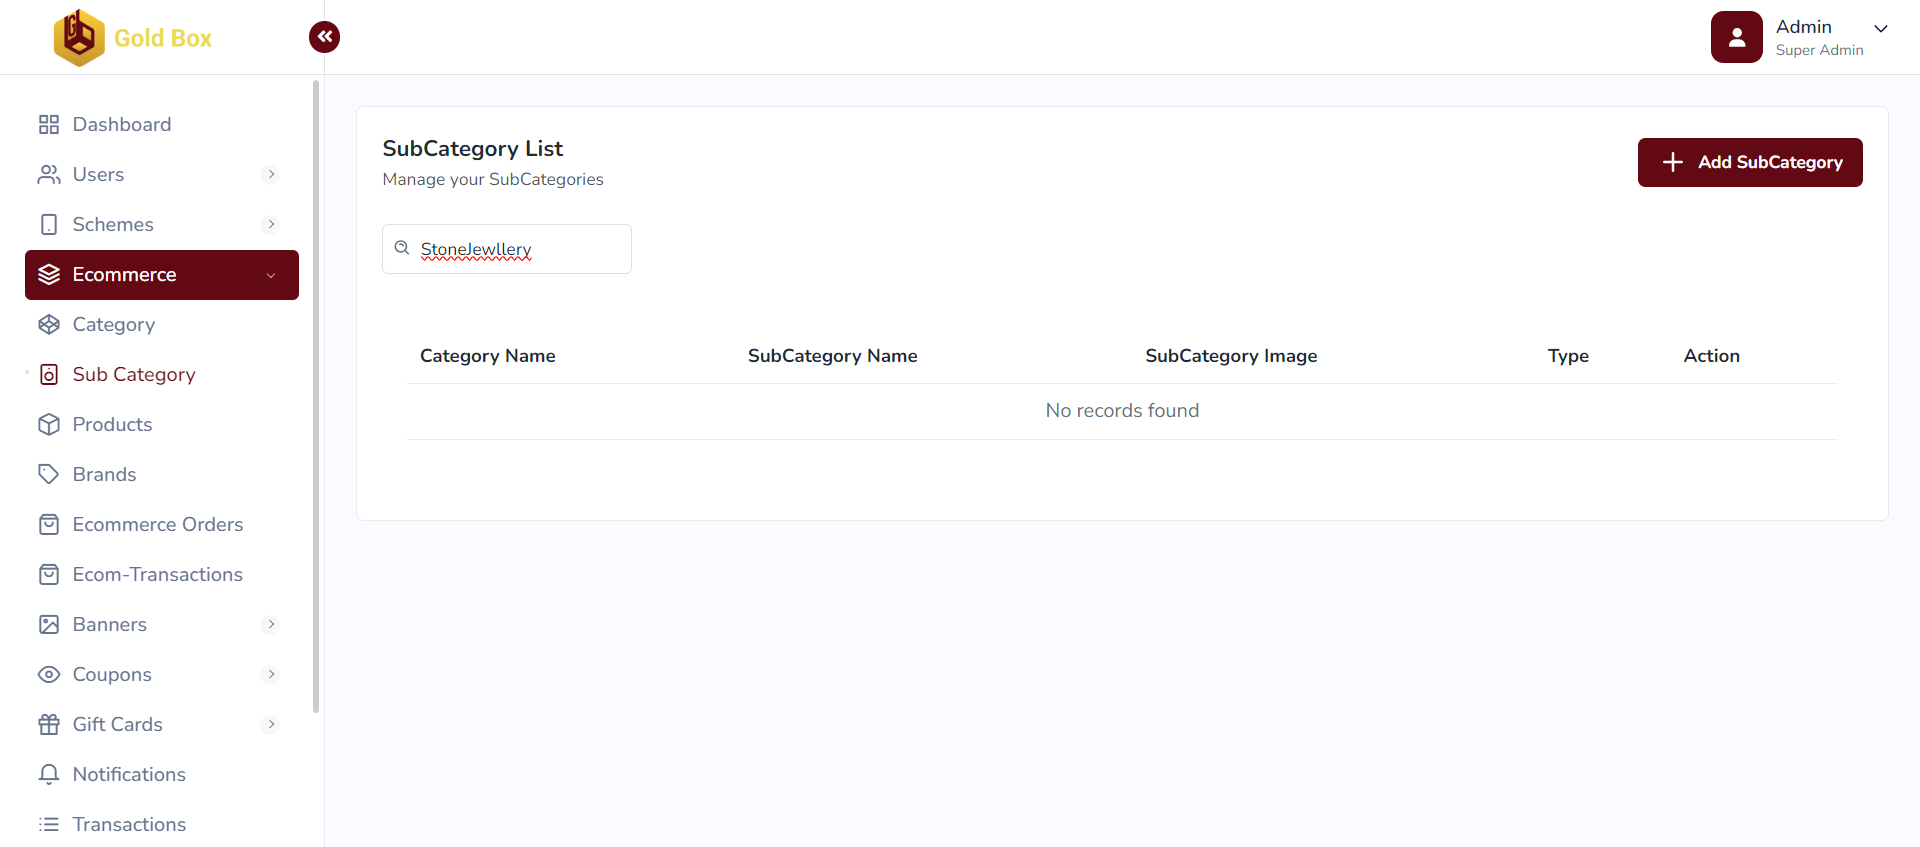 Gold Box
Admin
Super Admin
Dashboard
Users
Schemes
Ecommerce
Category
Sub Category
Products
Brands
Ecommerce Orders
Ecom-Transactions
Banners
Coupons
Gift Cards
Notifications
Transactions
SubCategory List
Manage your SubCategories
Add SubCategory
StoneJewllery
Category Name SubCategory Name SubCategory Image Type Action
No records found